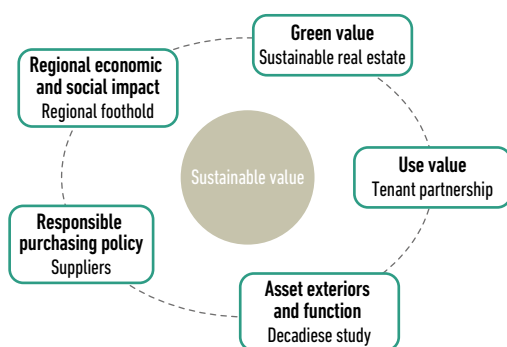 Green value
Sustainable real estate
Regional economic
and social impact
Regional foothold
Sustainable value
Use value
Tenant partnership
Responsible
purchasing policy
Suppliers
Asset exteriors
and function
Decadiese study